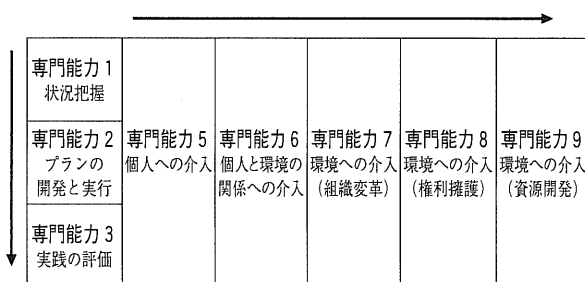 専門能力1
状況把握
専門能力2
プランの
開発と実行
専門能力3
実践の評価
専門能力5
個人への介入
専門能力6
個人と環境の
関係への介入
専門能力7
環境への介入
(組織変革)
専門能力8
環境への介入
(権利擁護)
専門能力9
環境への介入
(資源開発)